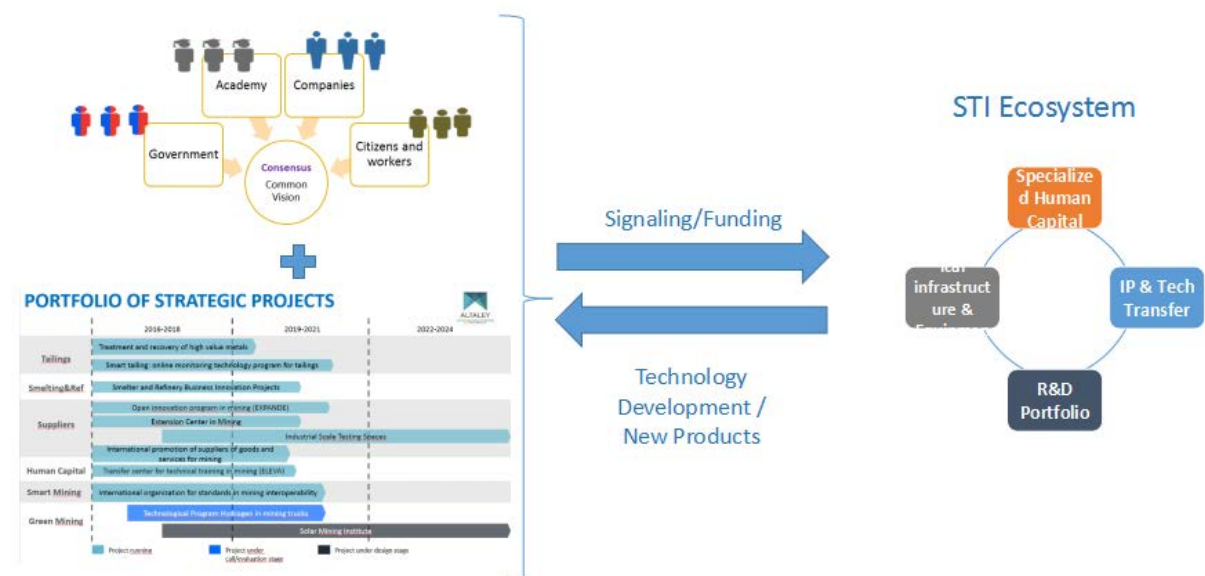 Academy
Companies
Government
Citizens and
workers
Consensus
Common
Vision
PORTFOLIO OF STRATEGIC PROJECTS
ALTALEY
2016-2018
2019-2021
2022-2024
Tailings
Treatment and recovery of high value metals
Smart tailing: online monitoring technology program for tailings
Smelting&Ref
Smelter and Refinery Business Innovation Projects
Suppliers
Open innovation program in mining (EXPANDE)
Extension Center in Mining
Industrial Scale Testing Spaces
International promotion of suppliers of goods and
services for mining
Human Capital
Transfer center for technical training in mining (ELEVA)
Smart Mining
International organization for standards in mining interoperability
Green Mining
Technological Program Hydrogen in mining trucks
Solar Mining Institute
Project running
Project under
call/evaluation stage
Project under design stage
Signaling/Funding
Technology
Development /
New Products
STI Ecosystem
Specialize
d Human
Capital
infrastruct
ure &
IP & Tech
Transfer
R&D
Portfolio